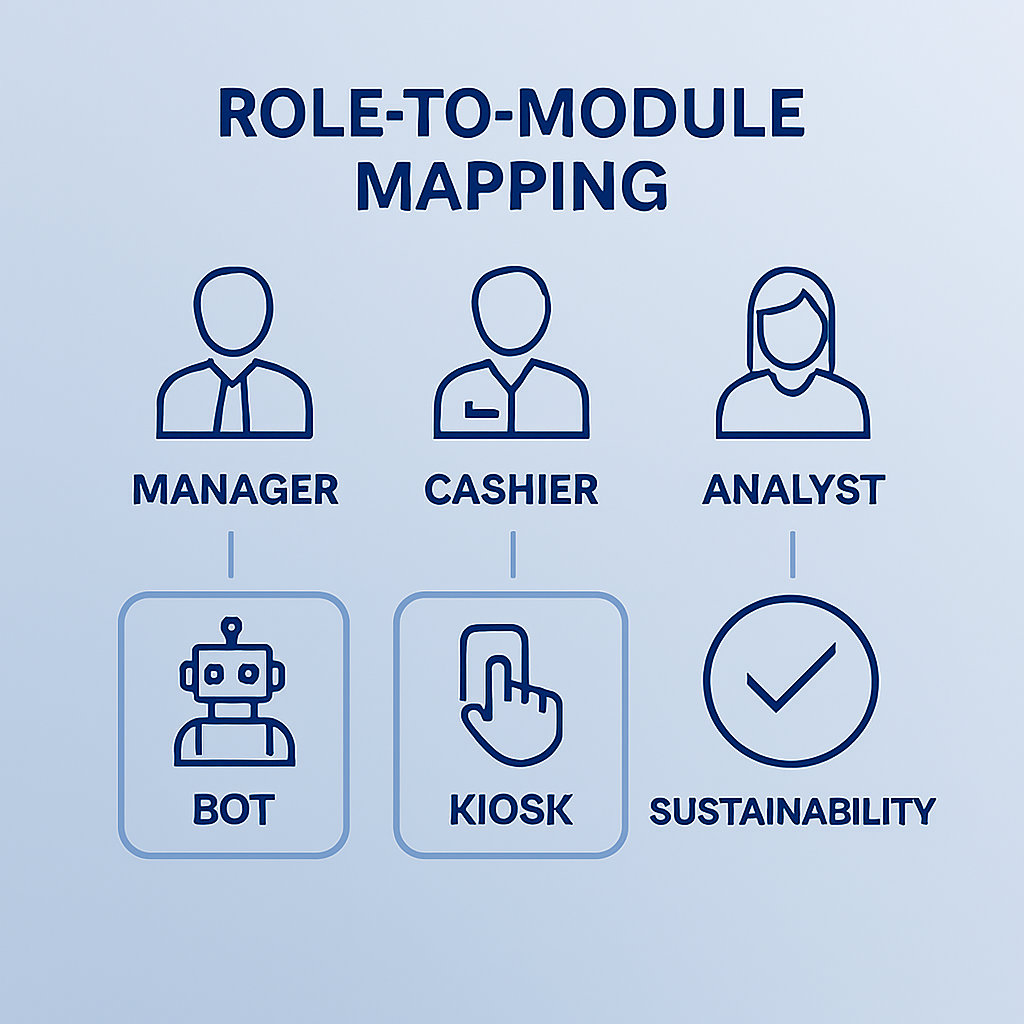 ROLE-TO-MODULE
MAPPING
MANAGER
CASHIER
ANALYST
BOT
KIOSK
SUSTAINABILITY